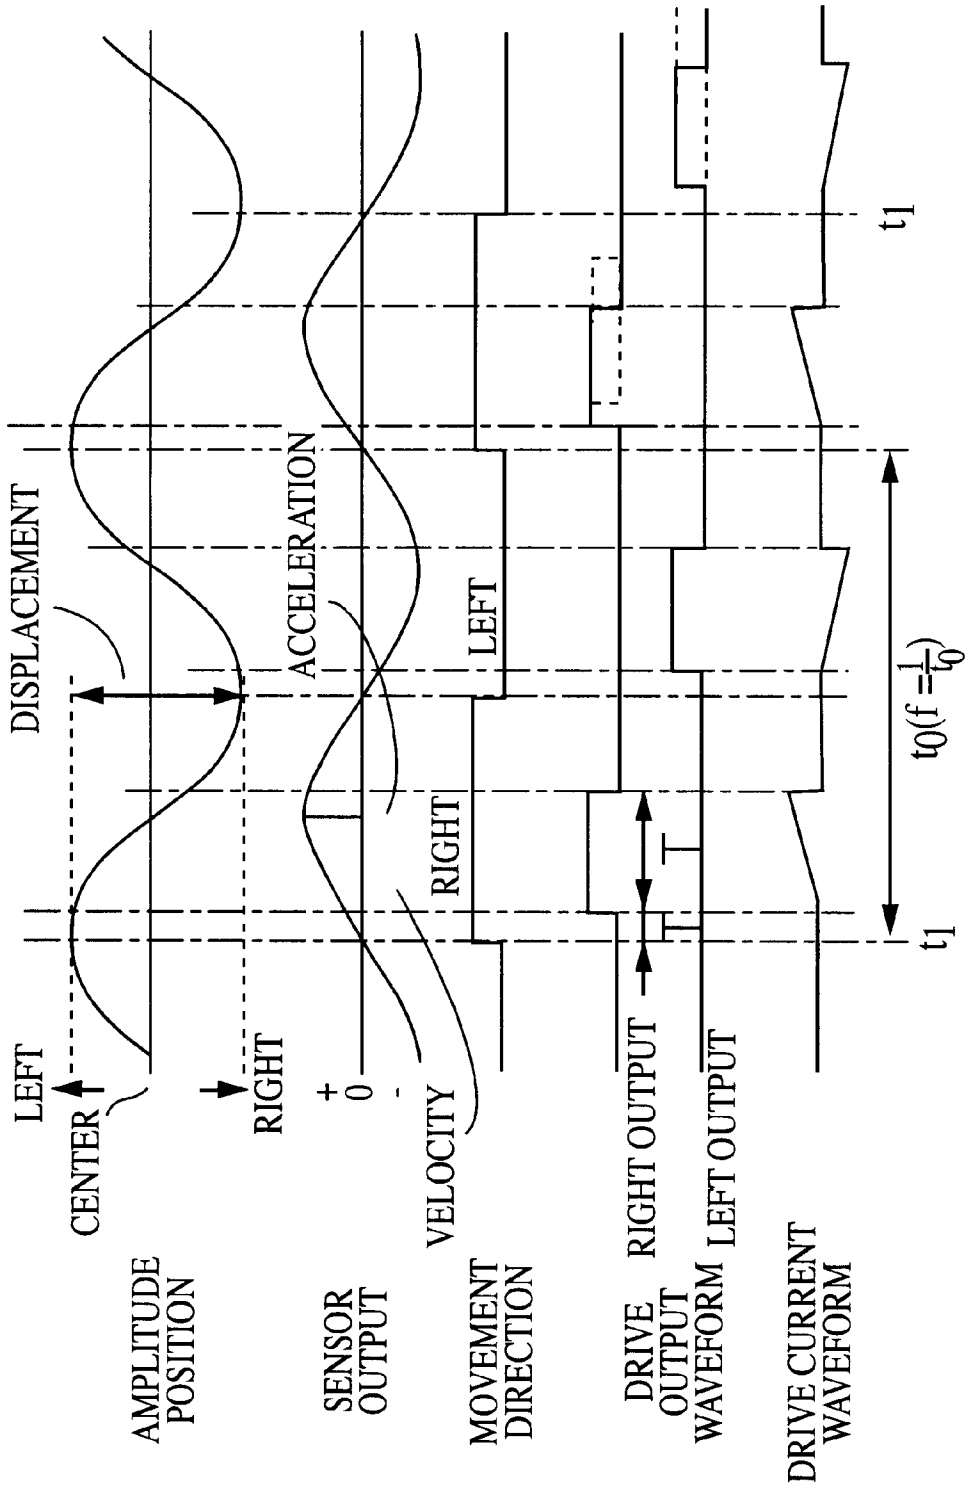 LEFT
CENTER
RIGHT
DISPLACEMENT
AMPLITUDE
POSITION
+
0
-
ACCELERATION
VELOCITY
SENSOR
OUTPUT
RIGHT
LEFT
MOVEMENT
DIRECTION
RIGHT OUTPUT
LEFT OUTPUT
DRIVE
OUTPUT
WAVEFORM
T
T
DRIVE CURRENT
WAVEFORM
t1
t0(f = 1/t0)
t1